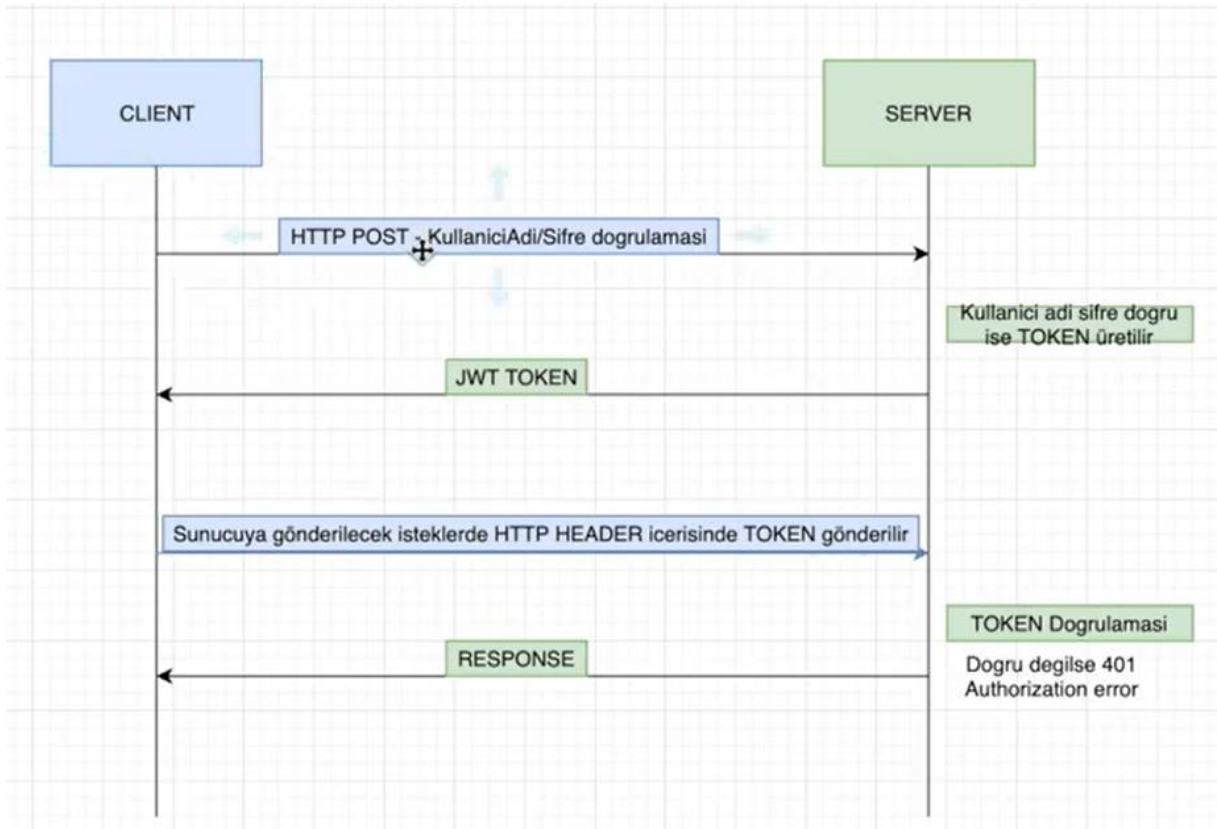 CLIENT
SERVER
HTTP POST - KullaniciAdi/Sifre dogrulamasi
Kullanici adi sifre dogru
ise TOKEN üretilir
JWT TOKEN
Sunucuya gönderilecek isteklerde HTTP HEADER icerisinde TOKEN gönderilir
TOKEN Dogrulamasi
RESPONSE
Dogru degilse 401
Authorization error